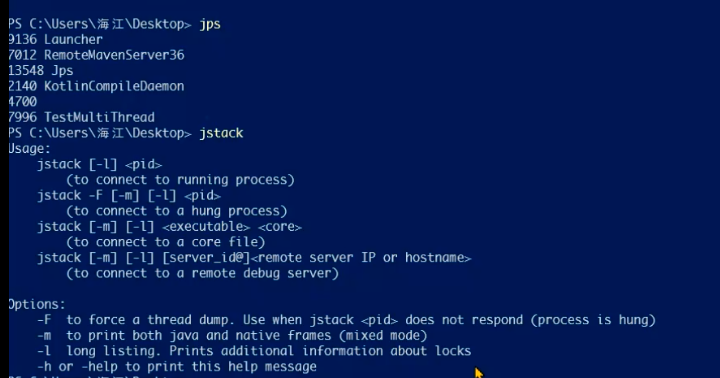 PS C:\Users\海江\Desktop> jps
9136 Launcher
7012 RemoteMavenServer36
13548 Jps
2140 KotlinCompileDaemon
4700
7996 TestMultiThread
PS C:\Users\海江\Desktop> jstack
Usage:
    jstack [-l] <pid>
        (to connect to running process)
    jstack -F [-m] [-l] <pid>
        (to connect to a hung process)
    jstack [-m] [-l] <executable> <core>
        (to connect to a core file)
    jstack [-m] [-l] [server_id@]<remote server IP or hostname>
        (to connect to a remote debug server)
Options:
    -F  to force a thread dump. Use when jstack <pid> does not respond (process is hung)
    -m  to print both java and native frames (mixed mode)
    -l  long listing. Prints additional information about locks
    -h or -help to print this help message